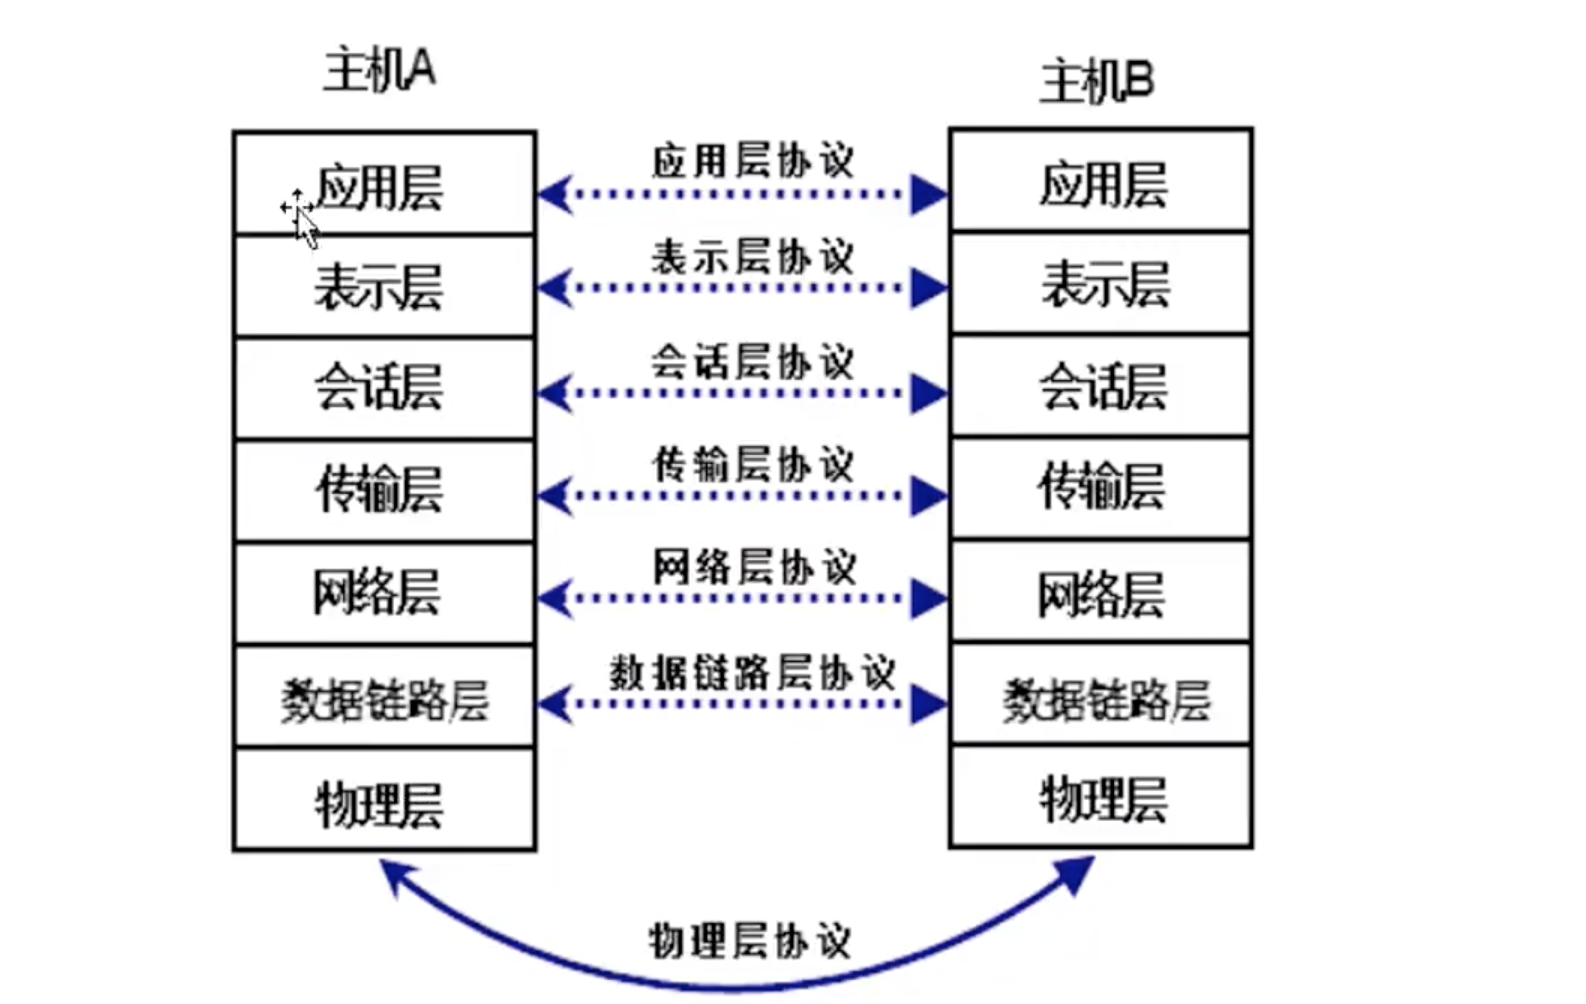 主机A
主机B
应用层
应用层协议
应用层
表示层
表示层协议
表示层
会话层
会话层协议
会话层
传输层
传输层协议
传输层
网络层
网络层协议
网络层
数据链路层
数据链路层协议
数据链路层
物理层
物理层
物理层协议